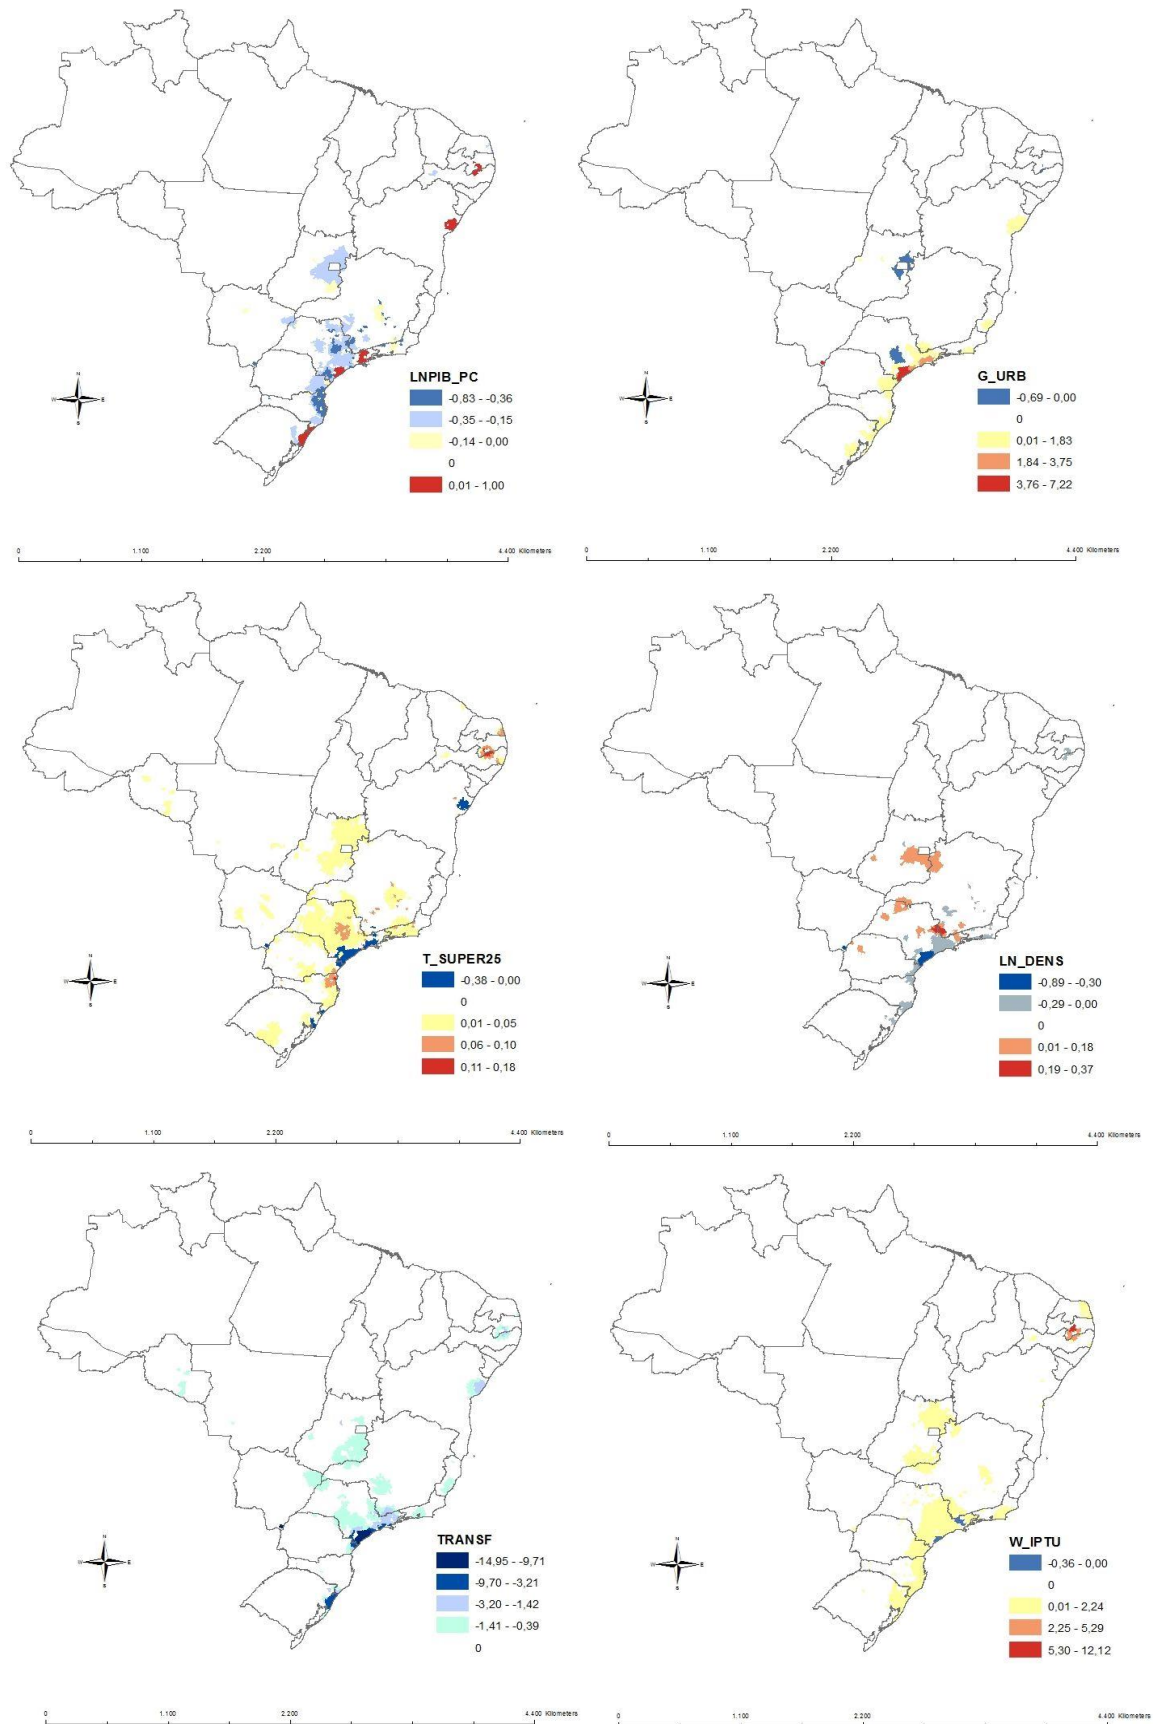 N
W E
S
LNPIB_PC
-0,83 - -0,36
-0,35 - -0,15
-0,14 - 0,00
0
0,01 - 1,00
0 1.100 2.200 4.400 Kilometers
N
W E
S
G_URB
-0,69 - 0,00
0
0,01 - 1,83
1,84 - 3,75
3,76 - 7,22
0 1.100 2.200 4.400 Kilometers
N
W E
S
T_SUPER25
-0,38 - 0,00
0
0,01 - 0,05
0,06 - 0,10
0,11 - 0,18
0 1.100 2.200 4.400 Kilometers
N
W E
S
LN_DENS
-0,89 - -0,30
-0,29 - 0,00
0
0,01 - 0,18
0,19 - 0,37
0 1.100 2.200 4.400 Kilometers
N
W E
S
TRANSF
-14,95 - -9,71
-9,70 - -3,21
-3,20 - -1,42
-1,41 - -0,39
0
0 1.100 2.200 4.400 Kilometers
N
W E
S
W_IPTU
-0,36 - 0,00
0
0,01 - 2,24
2,25 - 5,29
5,30 - 12,12
0 1.100 2.200 4.400 Kilometers